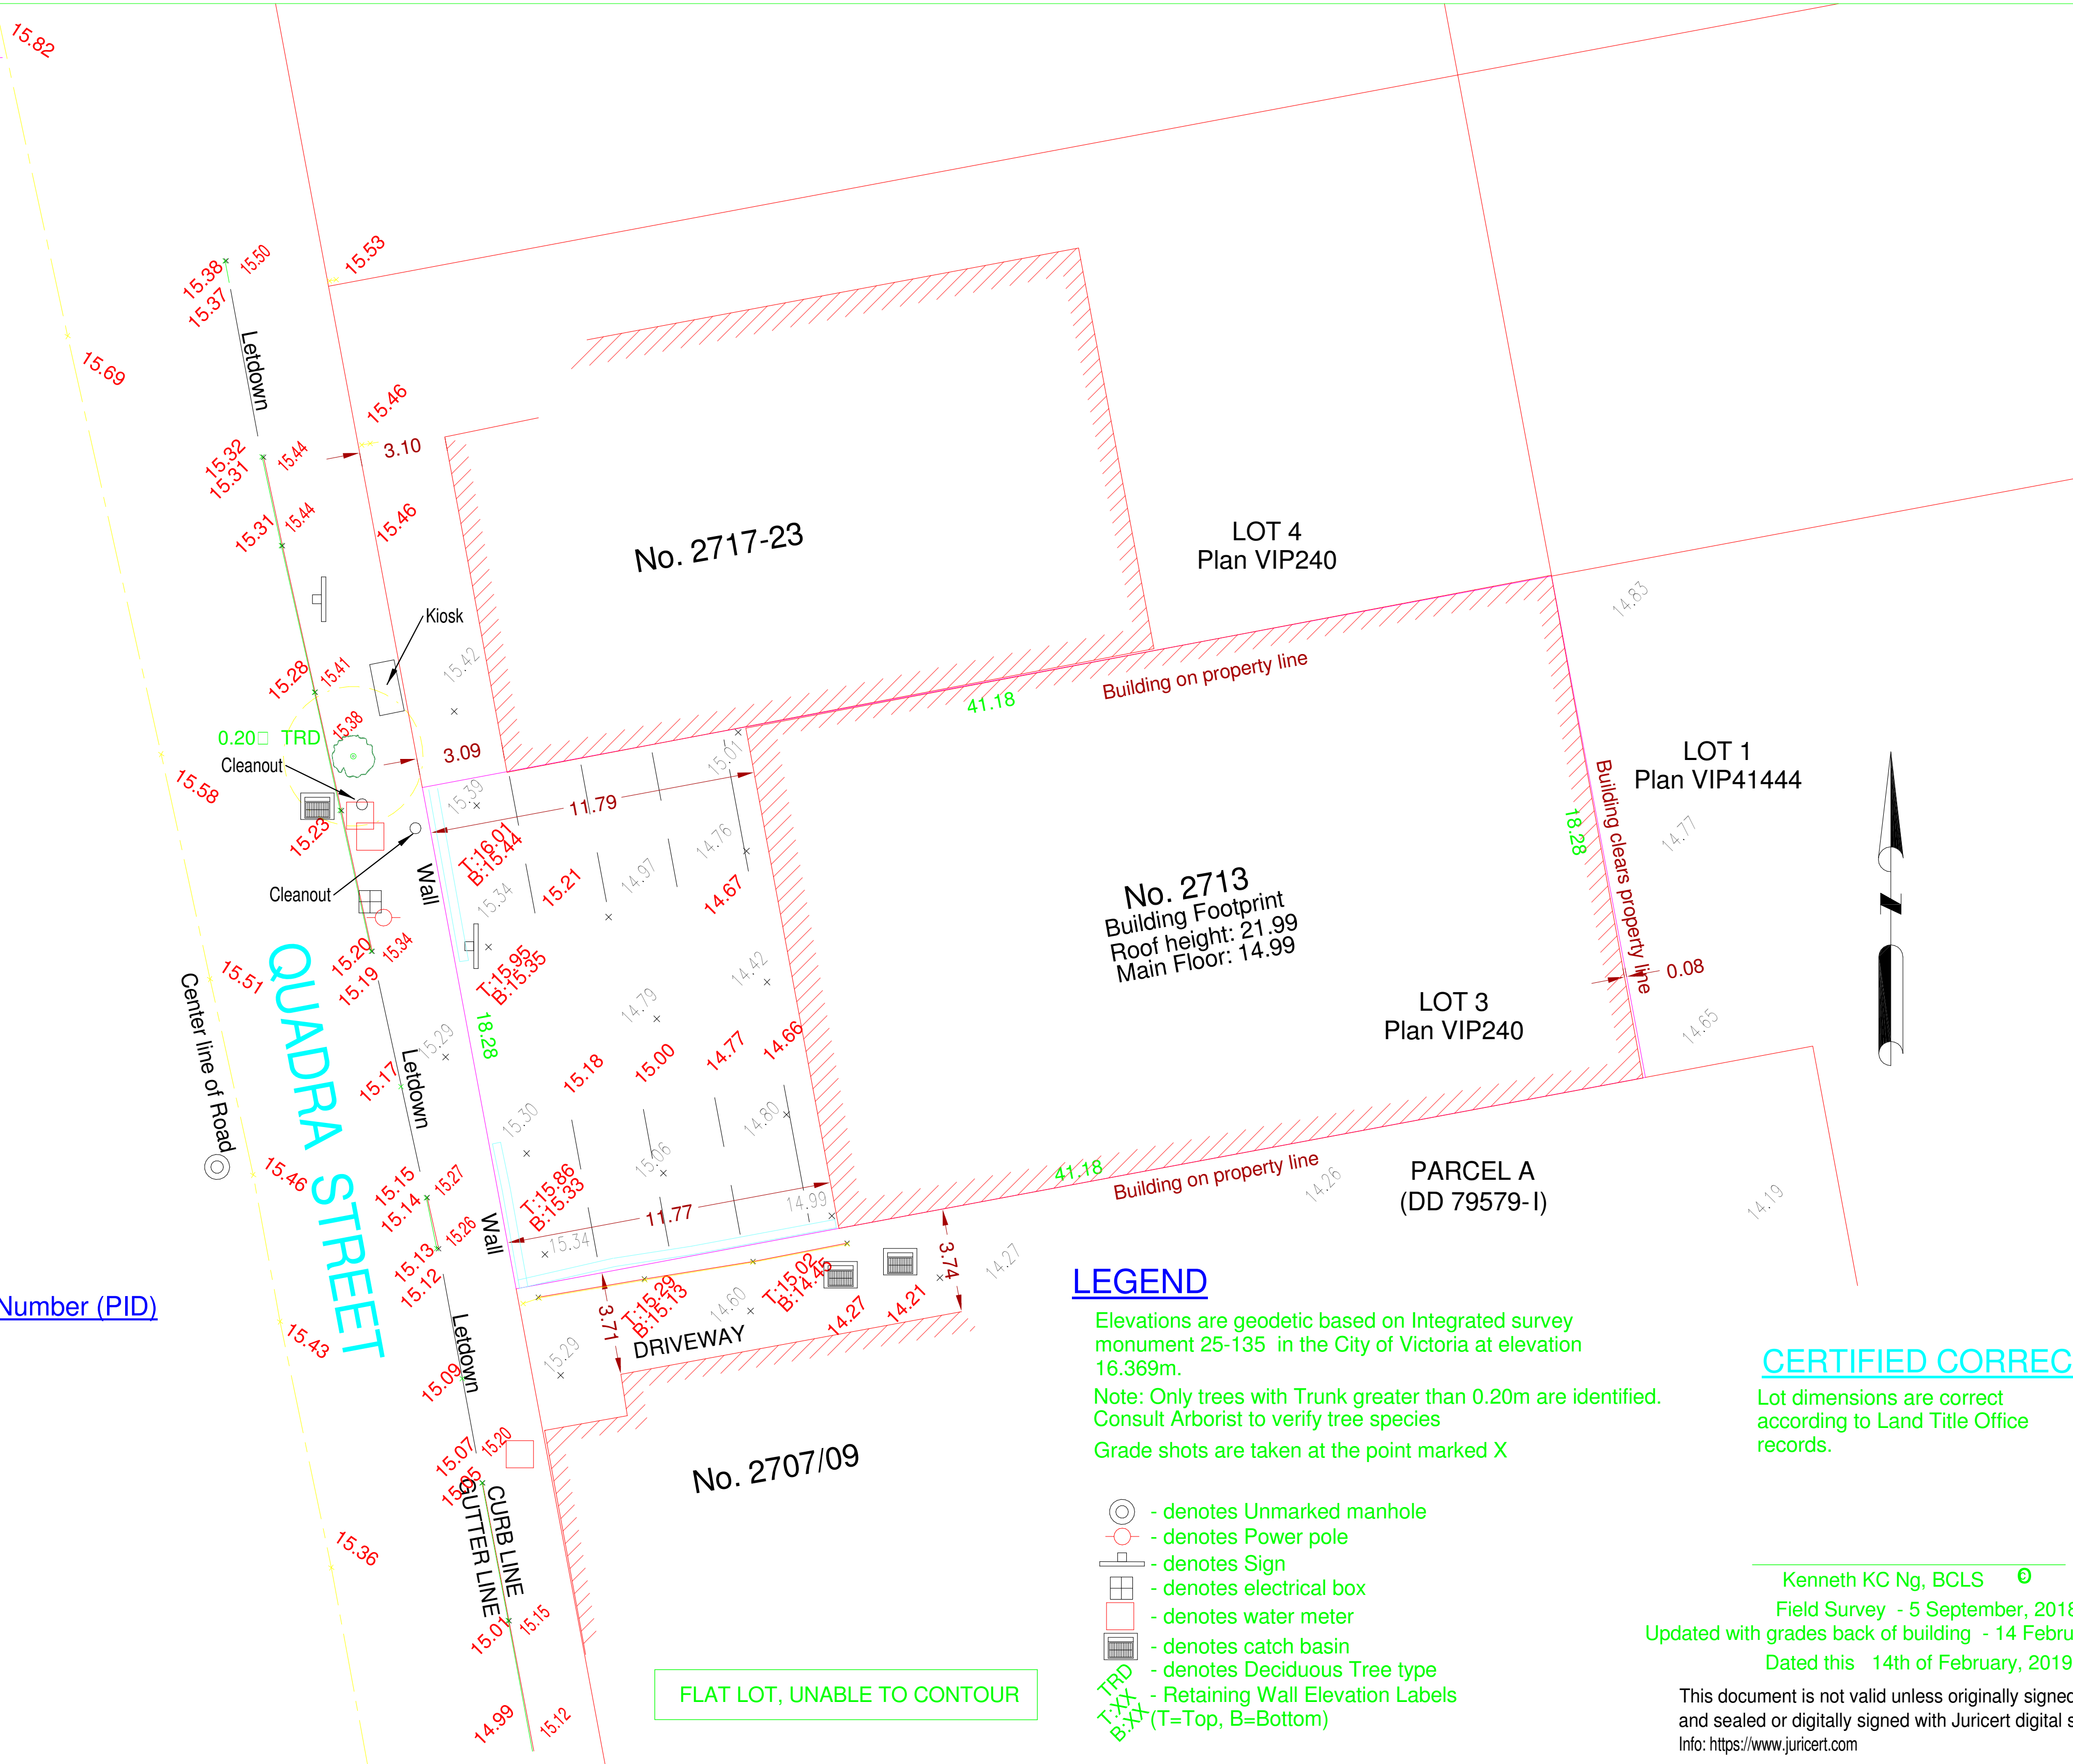 15.82
15.53
15.38
15.50
15.37
Letdown
15.69
15.46
3.10
15.32
15.44
15.31
15.46
15.31
15.44
No. 2717-23
LOT 4
Plan VIP240
14.83
Kiosk
15.42
15.28
15.41
Building on property line
41.18
0.20□ TRD
15.38
Cleanout
3.09
15.01
LOT 1
Plan VIP41444
15.58
15.39
11.79
15.23
T:16.01
B:15.44
14.76
14.77
Building clears property line
18.28
Wall
Cleanout
15.34
15.21
14.97
14.67
No. 2713
Building Footprint
Roof height: 21.99
Main Floor: 14.99
15.20
15.34
15.19
15.51
T:15.95
B:15.35
14.42
0.08
Center line of Road
QUADRA STREET
18.28
14.79
LOT 3
Plan VIP240
14.65
15.29
15.17
Letdown
15.18
15.00
14.77
14.66
15.30
14.80
15.46
15.15
15.27
15.14
T:15.86
B:15.33
15.06
14.99
41.18
Building on property line
14.26
PARCEL A
(DD 79579-I)
14.19
11.77
Wall
15.34
15.13
15.26
15.12
3.74
14.27
Number (PID)
15.43
T:15.29
B:15.13
14.60
T:15.02
B:14.45
14.27
14.21
3.71
DRIVEWAY
15.29
Letdown
15.09
15.07
15.20
15.05
No. 2707/09
CURB LINE
GUTTER LINE
15.36
15.01
15.15
14.99
15.12
FLAT LOT, UNABLE TO CONTOUR
LEGEND
Elevations are geodetic based on Integrated survey
monument 25-135 in the City of Victoria at elevation
16.369m.
Note: Only trees with Trunk greater than 0.20m are identified.
Consult Arborist to verify tree species
Grade shots are taken at the point marked X
- denotes Unmarked manhole
- denotes Power pole
- denotes Sign
- denotes electrical box
- denotes water meter
- denotes catch basin
TRD - denotes Deciduous Tree type
T:XX - Retaining Wall Elevation Labels
B:XX (T=Top, B=Bottom)
CERTIFIED CORREC
Lot dimensions are correct
according to Land Title Office
records.
Kenneth KC Ng, BCLS
Field Survey - 5 September, 2018
Updated with grades back of building - 14 Febru
Dated this 14th of February, 2019
This document is not valid unless originally signed
and sealed or digitally signed with Juricert digital s
Info: https://www.juricert.com